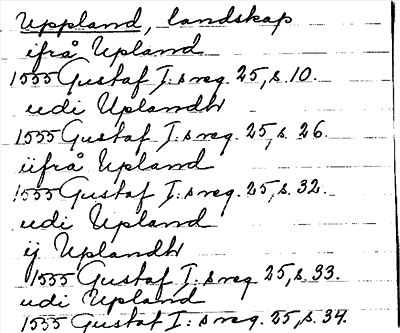 Uppland, landskap
ifrå Upland
1555 Gustaf I:s reg. 25, s. 10.
udi Uplandh
1555 Gustaf I:s reg. 25, s. 26.
iifrå Upland
1555 Gustaf I:s reg. 25, s. 32.
udi Upland
ij Uplandh
1555 Gustaf I:s reg. 25, s. 33.
udi Upland
1555 Gustaf I:s reg. 25, s. 34.